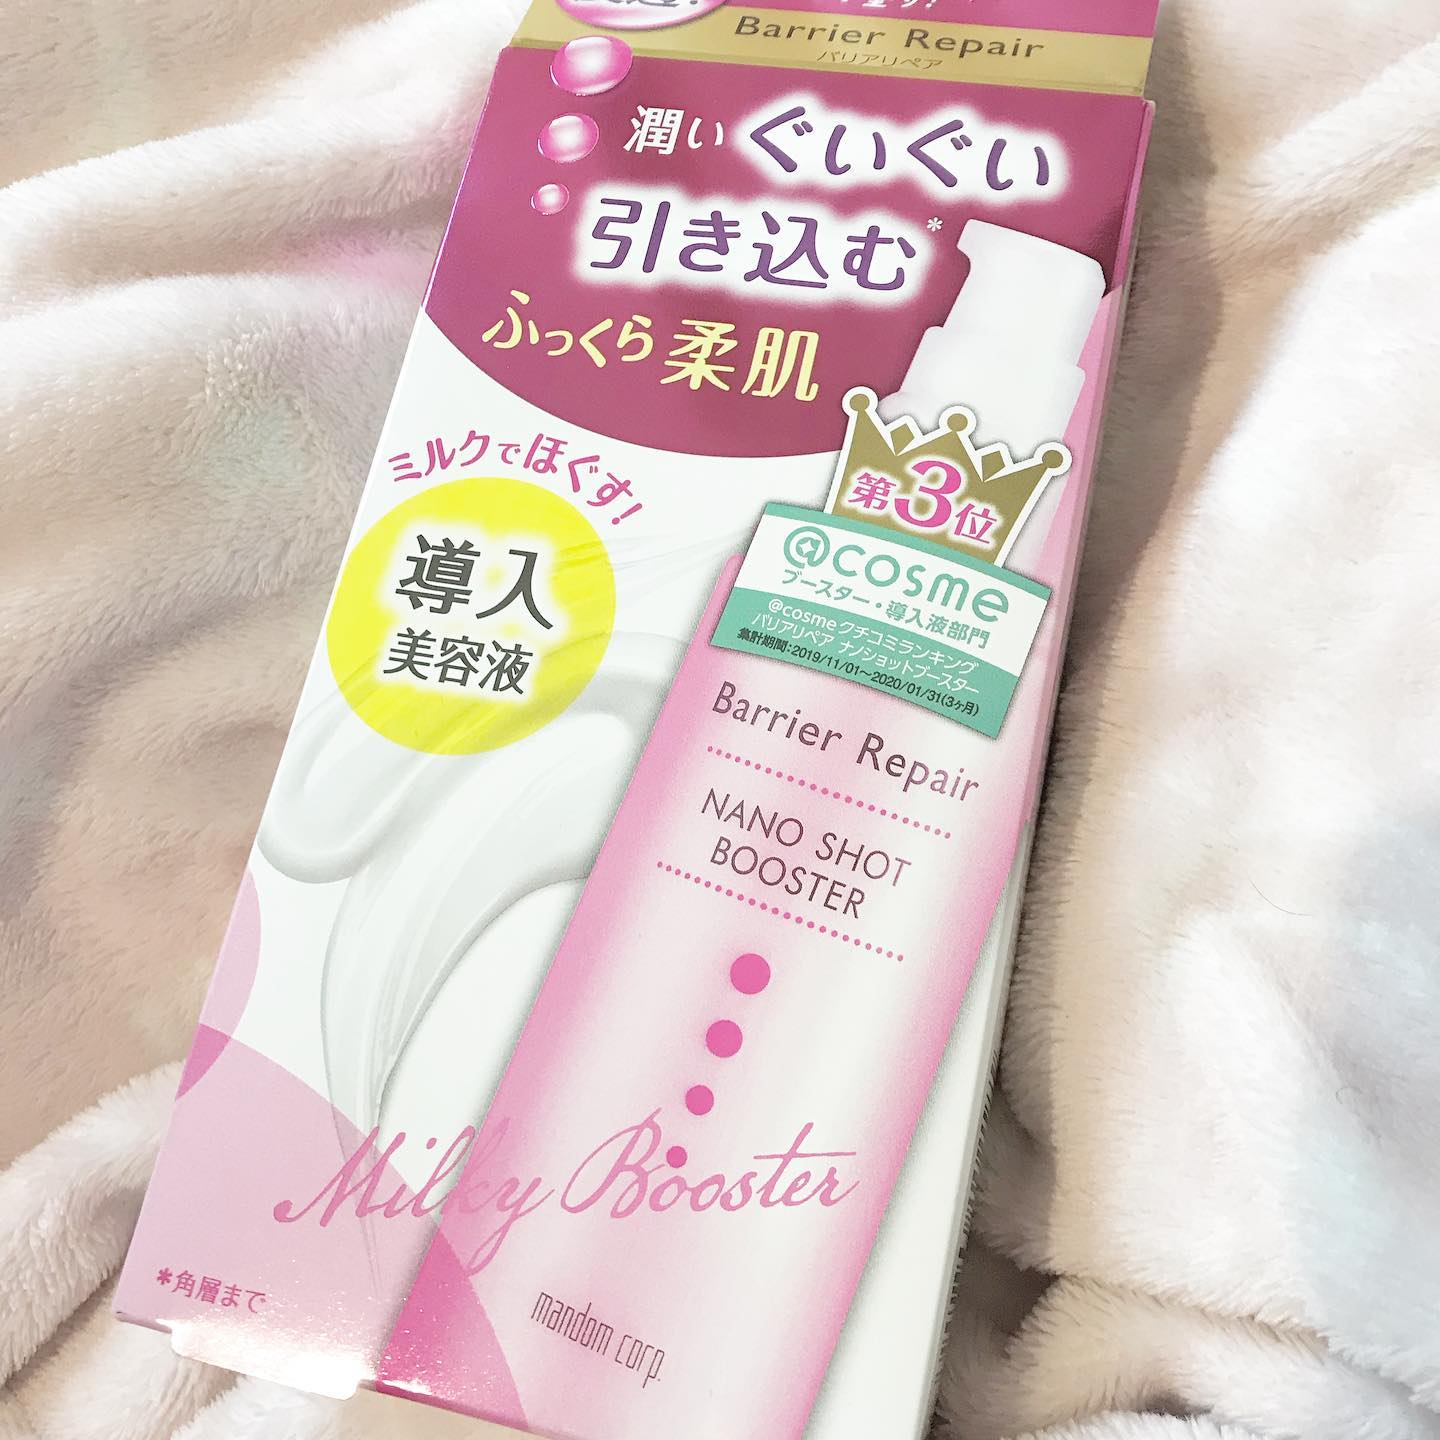 Barrier Repair
バリアリペア
潤い ぐいぐい
引き込む*
ふっくら柔肌
ミルクでほぐす!
導入
美容液
第3位
@cosme
ブースター・導入液部門
@cosmeクチコミランキング
バリアリペア ナノショットブースター
集計期間:2019/11/01~2020/01/31(3ヶ月)
Barrier Repair
NANO SHOT
BOOSTER
Milky Booster
*角層まで
mandom corp.